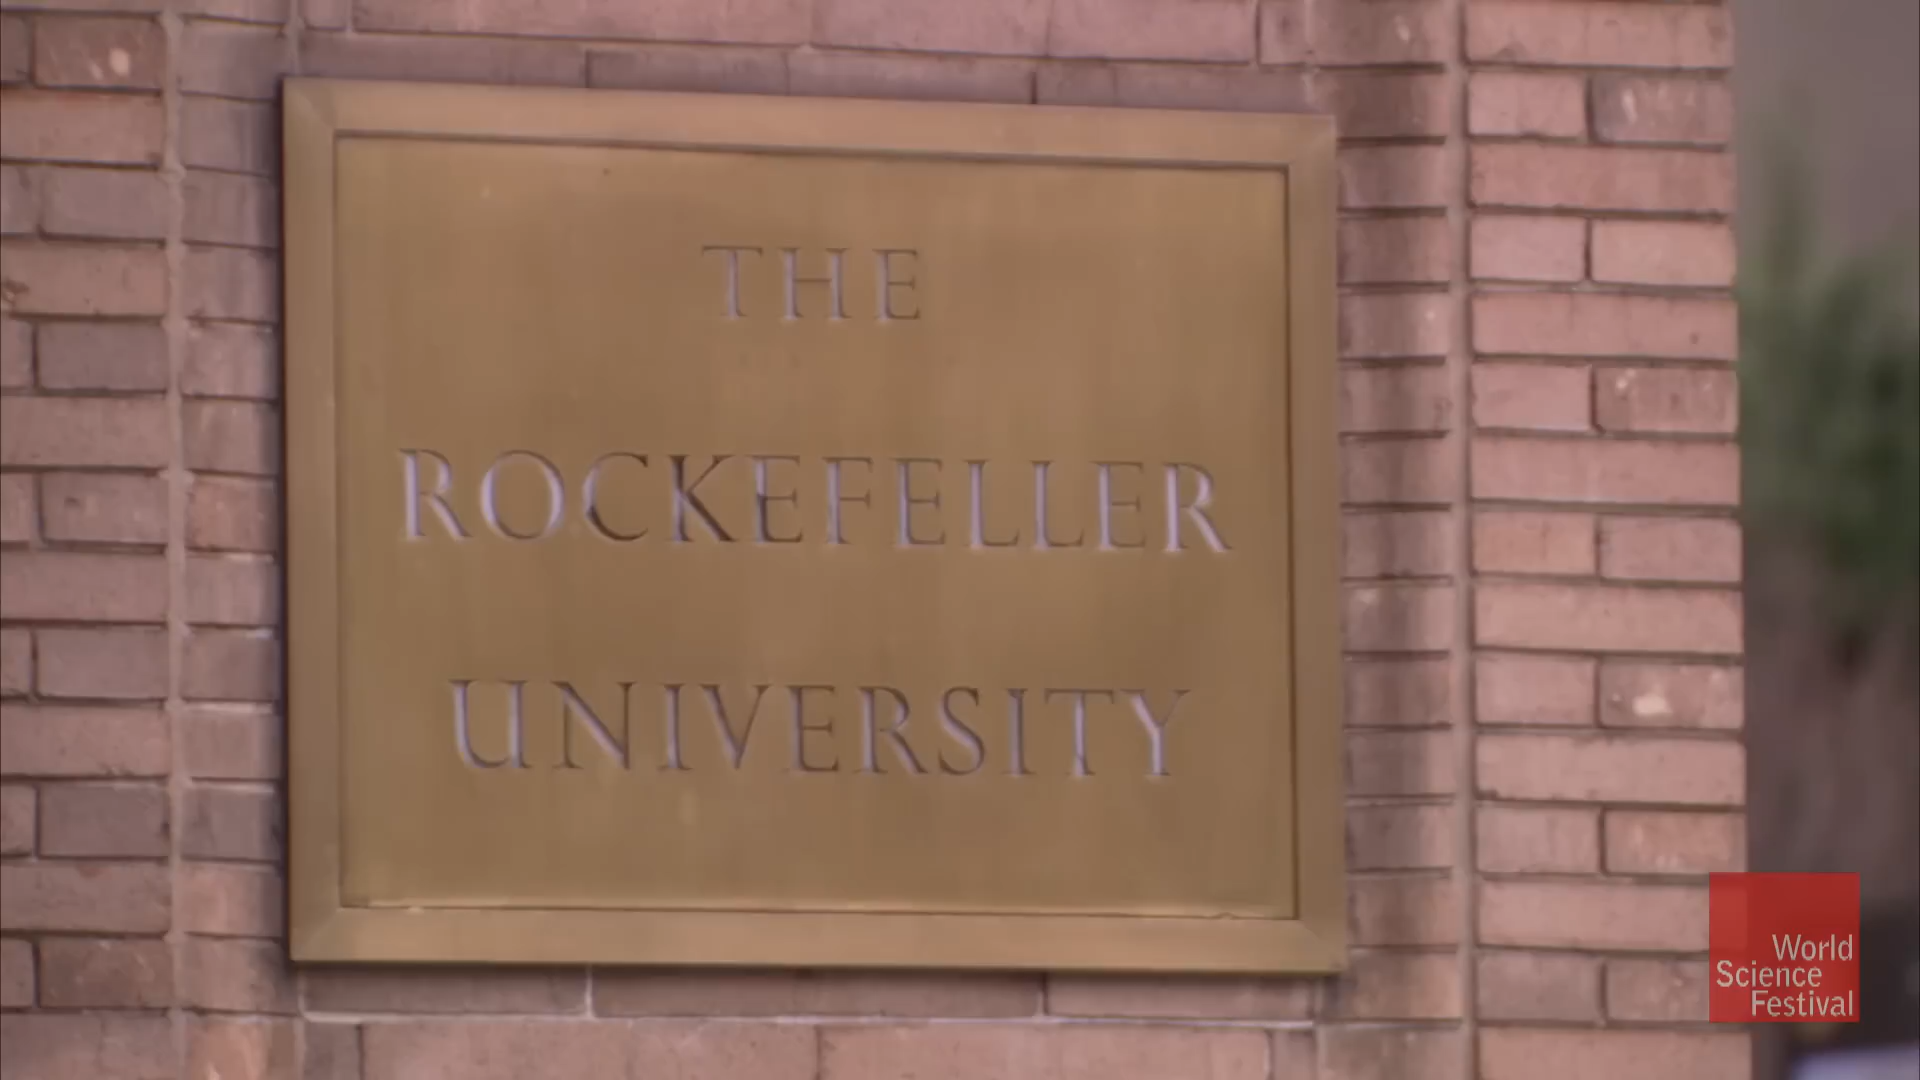 THE
ROCKEFELLER
UNIVERSITY
World
Science
Festival